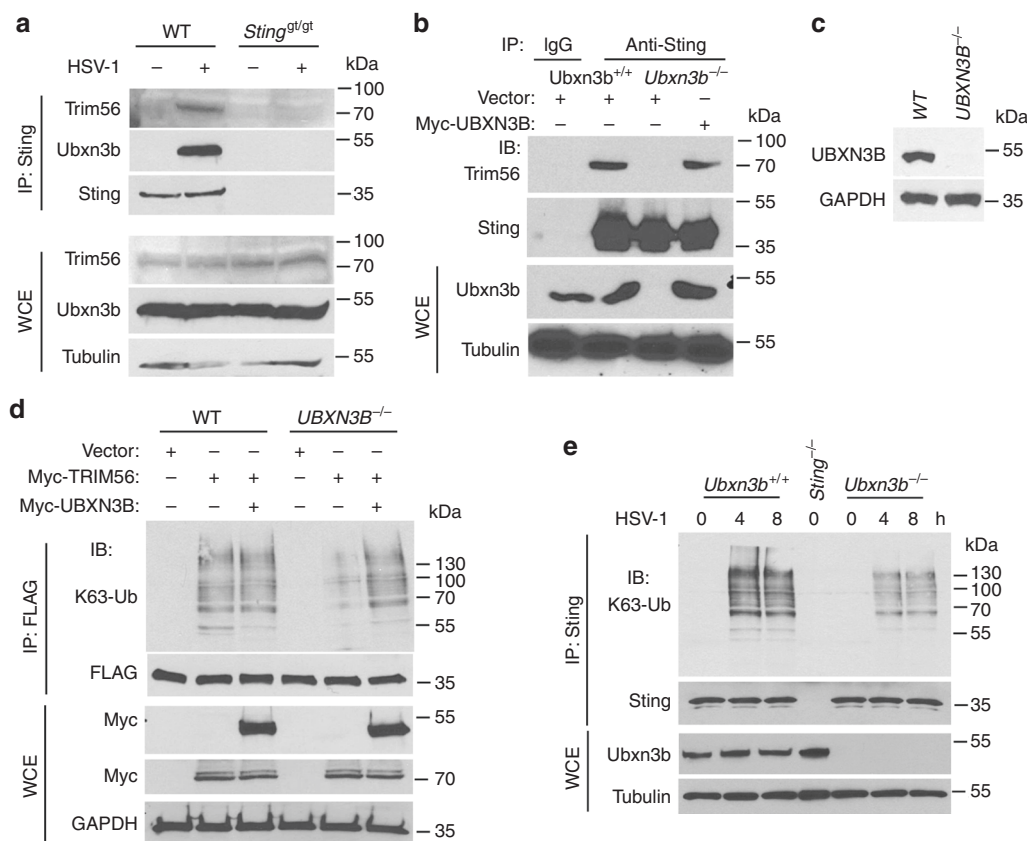 a
WT Sting gt/gt
HSV-1 – + – + kDa
IP: Sting
Trim56 100
70
Ubxn3b 55
Sting 35
WCE
Trim56 100
70
Ubxn3b 55
Tubulin 55
b
IP: IgG Anti-Sting
Ubxn3b+/+ Ubxn3b–/–
Vector: + + + –
Myc-UBXN3B: – – – + kDa
IB: 100
Trim56 70
Sting 55
35
WCE
Ubxn3b 55
Tubulin 55
c
WT UBXN3B–/–
kDa
UBXN3B 55
GAPDH 35
d
WT UBXN3B–/–
Vector: + – – + – –
Myc-TRIM56: – + + – + +
Myc-UBXN3B: – – + – – + kDa
IP: FLAG
IB: 130
100
K63-Ub 70
55
FLAG 35
WCE
Myc 55
Myc 70
GAPDH 35
e
Ubxn3b+/+ Sting–/– Ubxn3b–/–
HSV-1 0 4 8 0 0 4 8 h
kDa
IP: Sting
IB: 130
100
K63-Ub 70
55
Sting 35
WCE
Ubxn3b 55
Tubulin 55